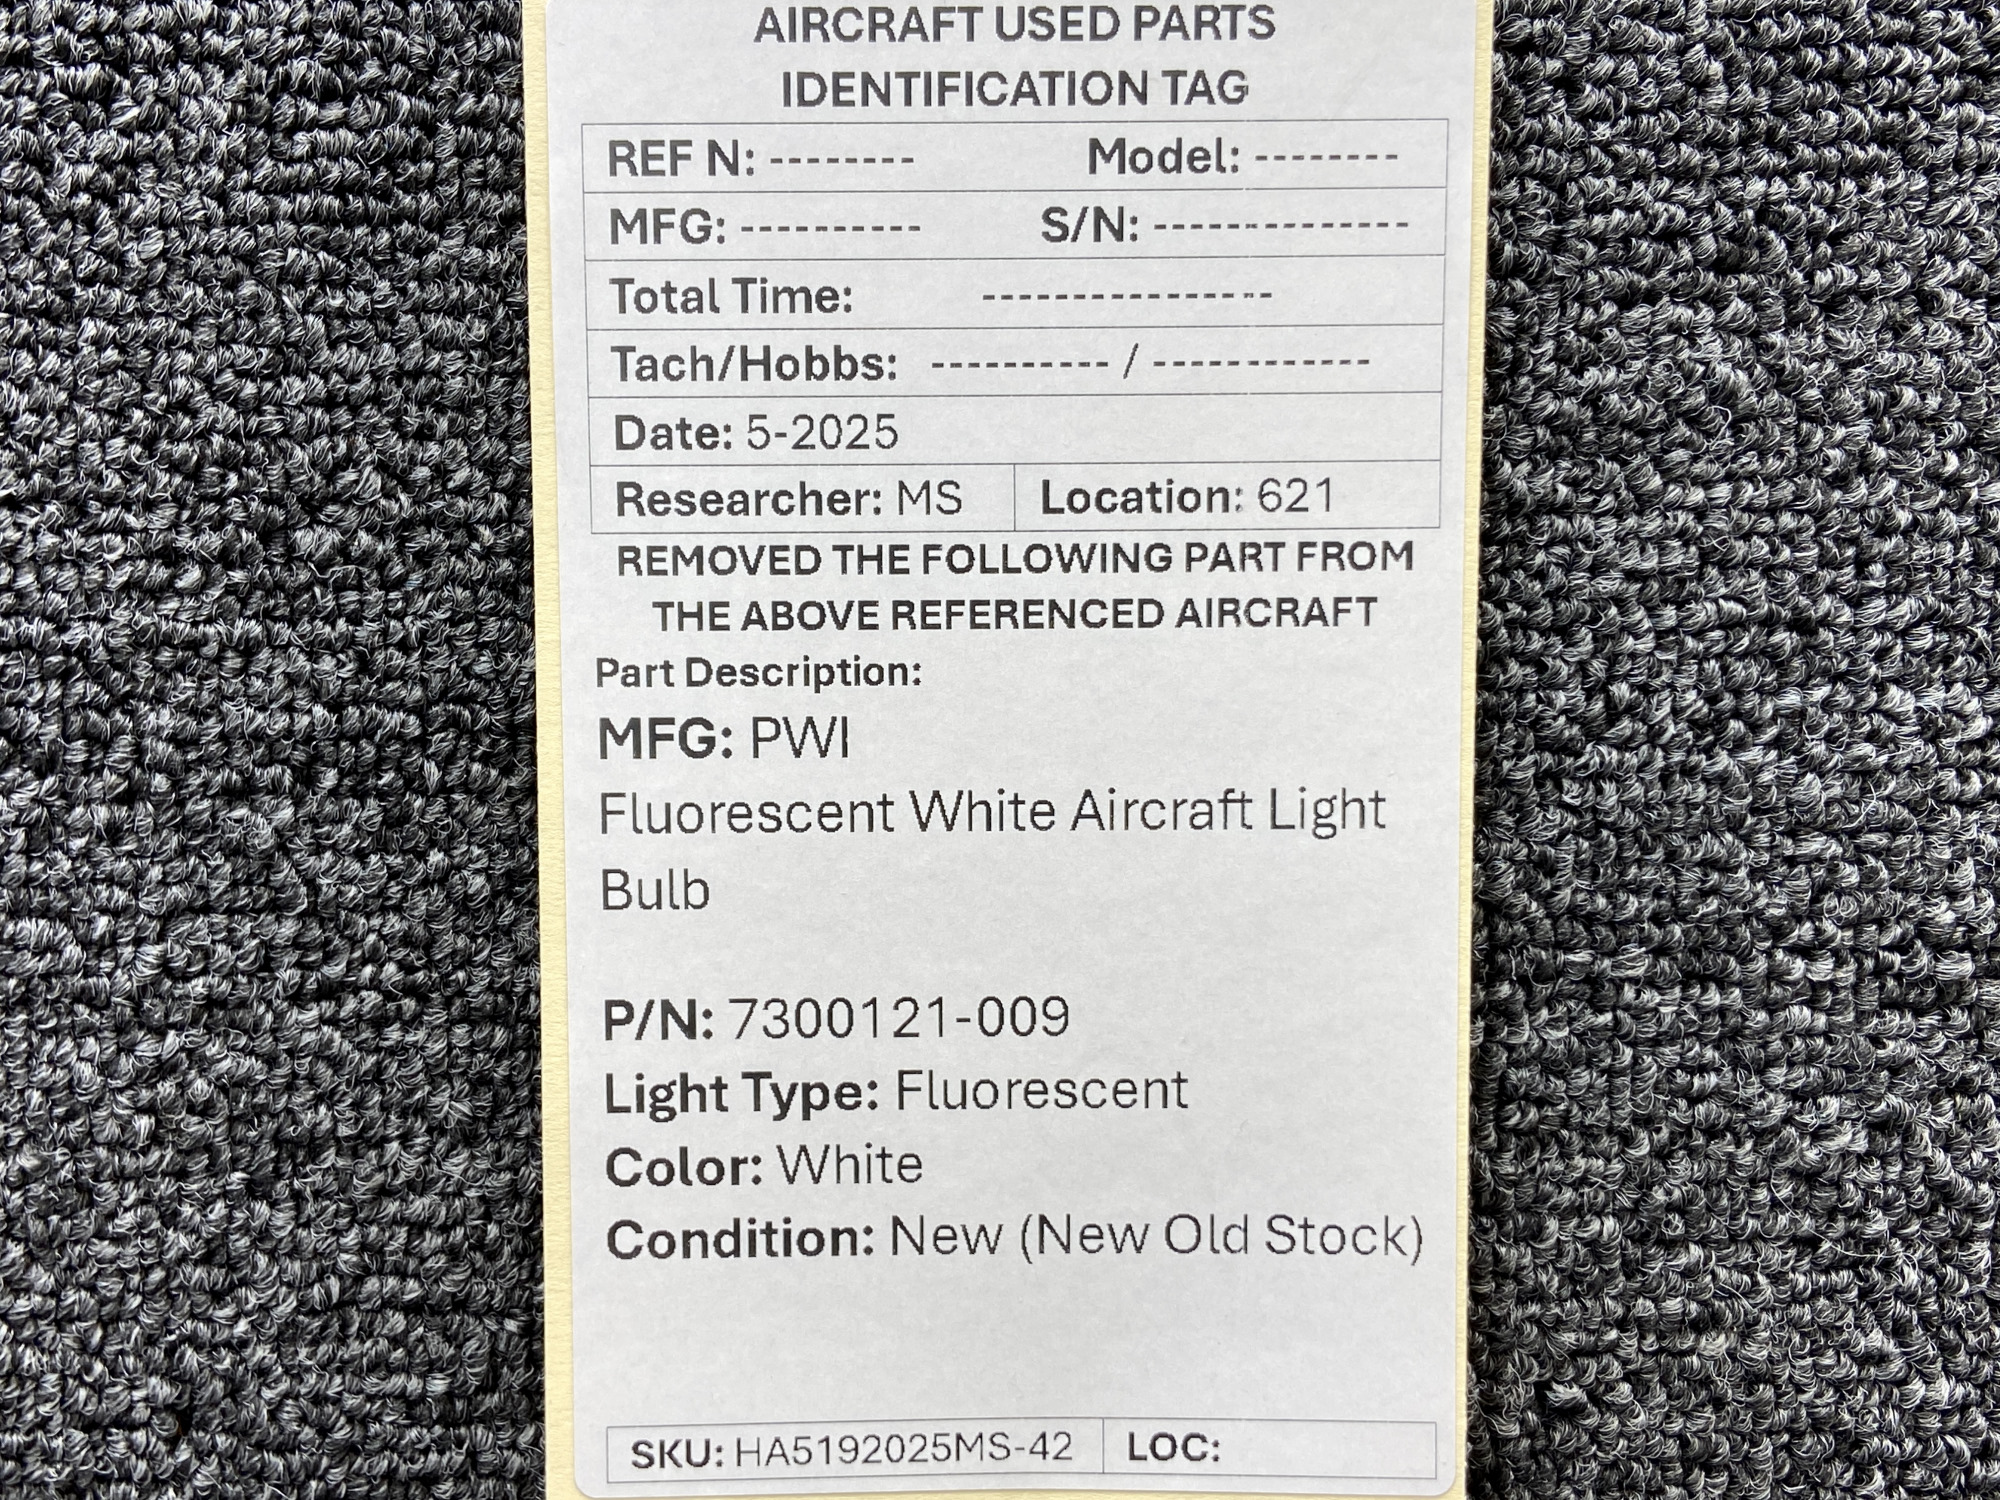 AIRCRAFT USED PARTS
IDENTIFICATION TAG
REF N: -------- Model: --------
MFG: ---------- S/N: --------------
Total Time: ----------------
Tach/Hobbs: ---------- / ------------
Date: 5-2025
Researcher: MS Location: 621
REMOVED THE FOLLOWING PART FROM
THE ABOVE REFERENCED AIRCRAFT
Part Description:
MFG: PWI
Fluorescent White Aircraft Light
Bulb
P/N: 7300121-009
Light Type: Fluorescent
Color: White
Condition: New (New Old Stock)
SKU: HA5192025MS-42 LOC: